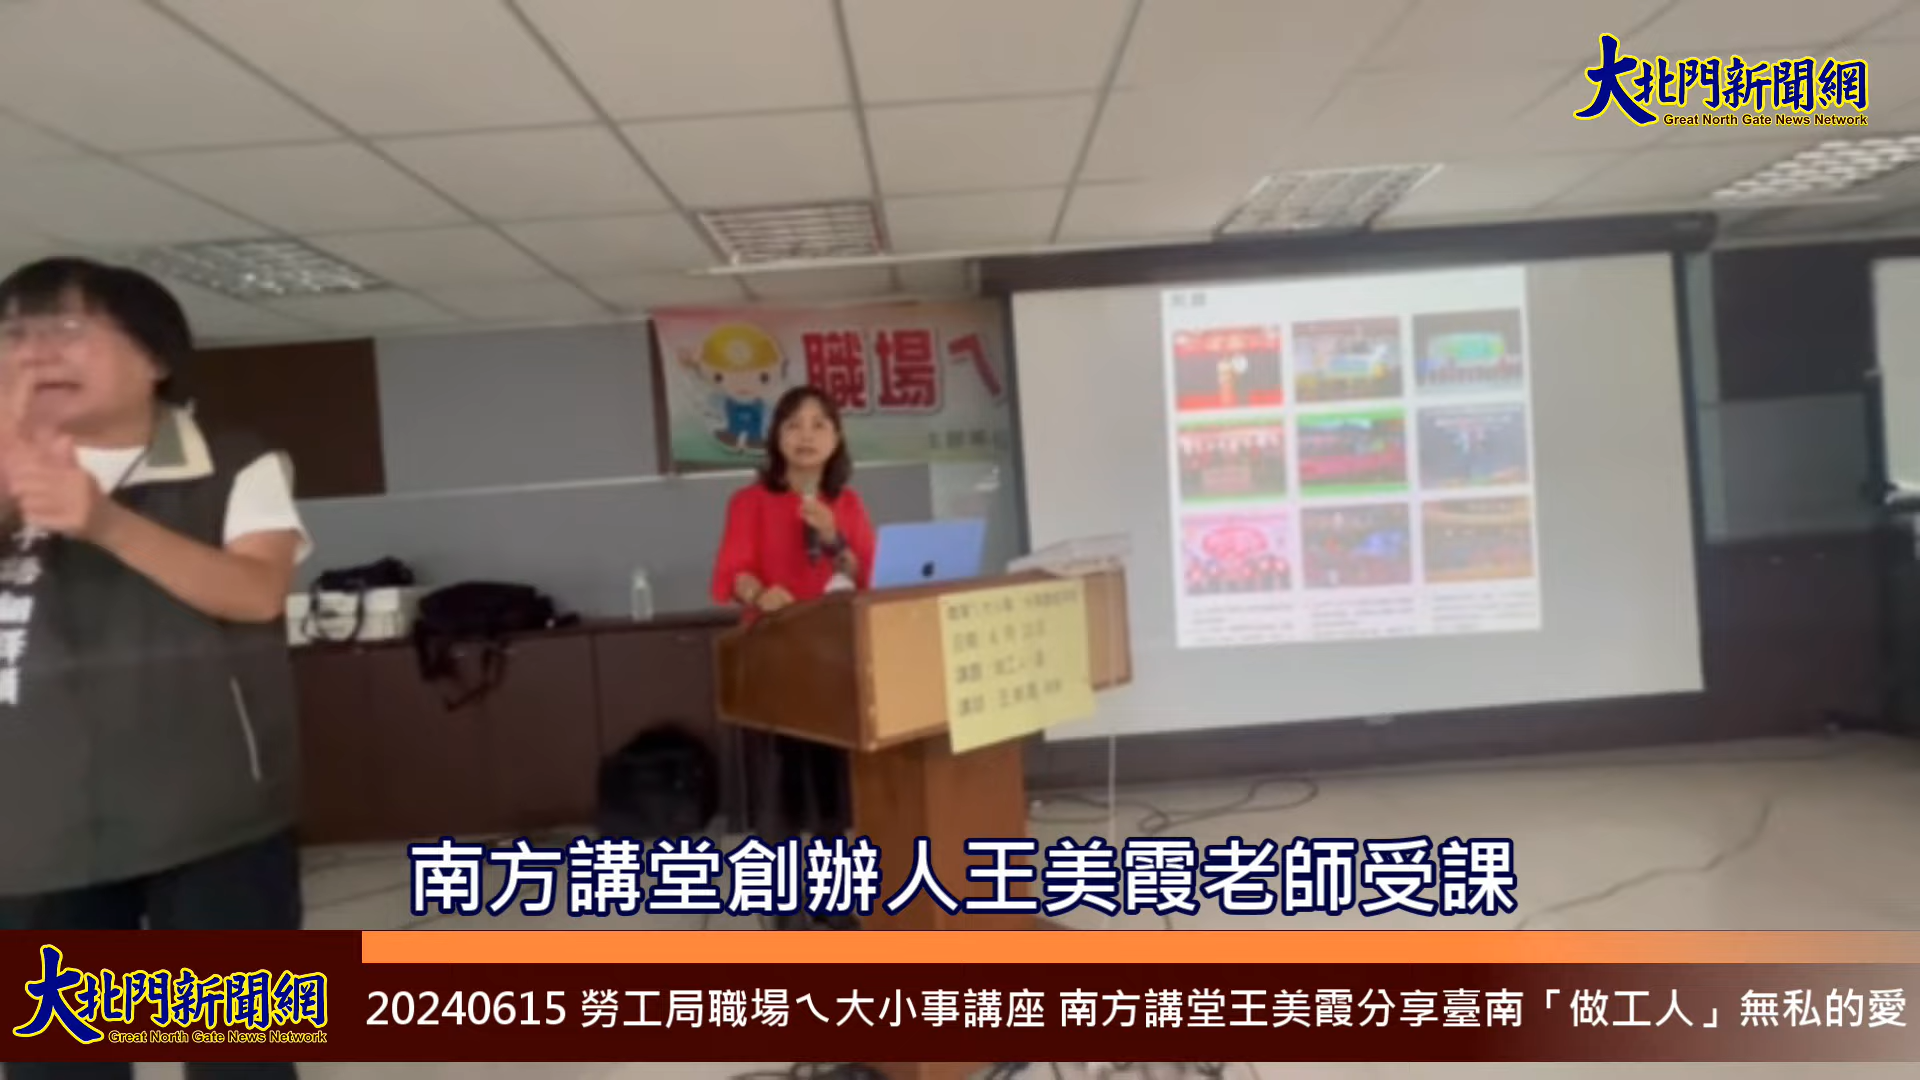 大北門新聞網
Great North Gate News Network
職場ㄟ
南方講堂創辦人王美霞老師受課
大北門新聞網
Great North Gate News Network
20240615 勞工局職場ㄟ大小事講座 南方講堂王美霞分享臺南「做工人」無私的愛